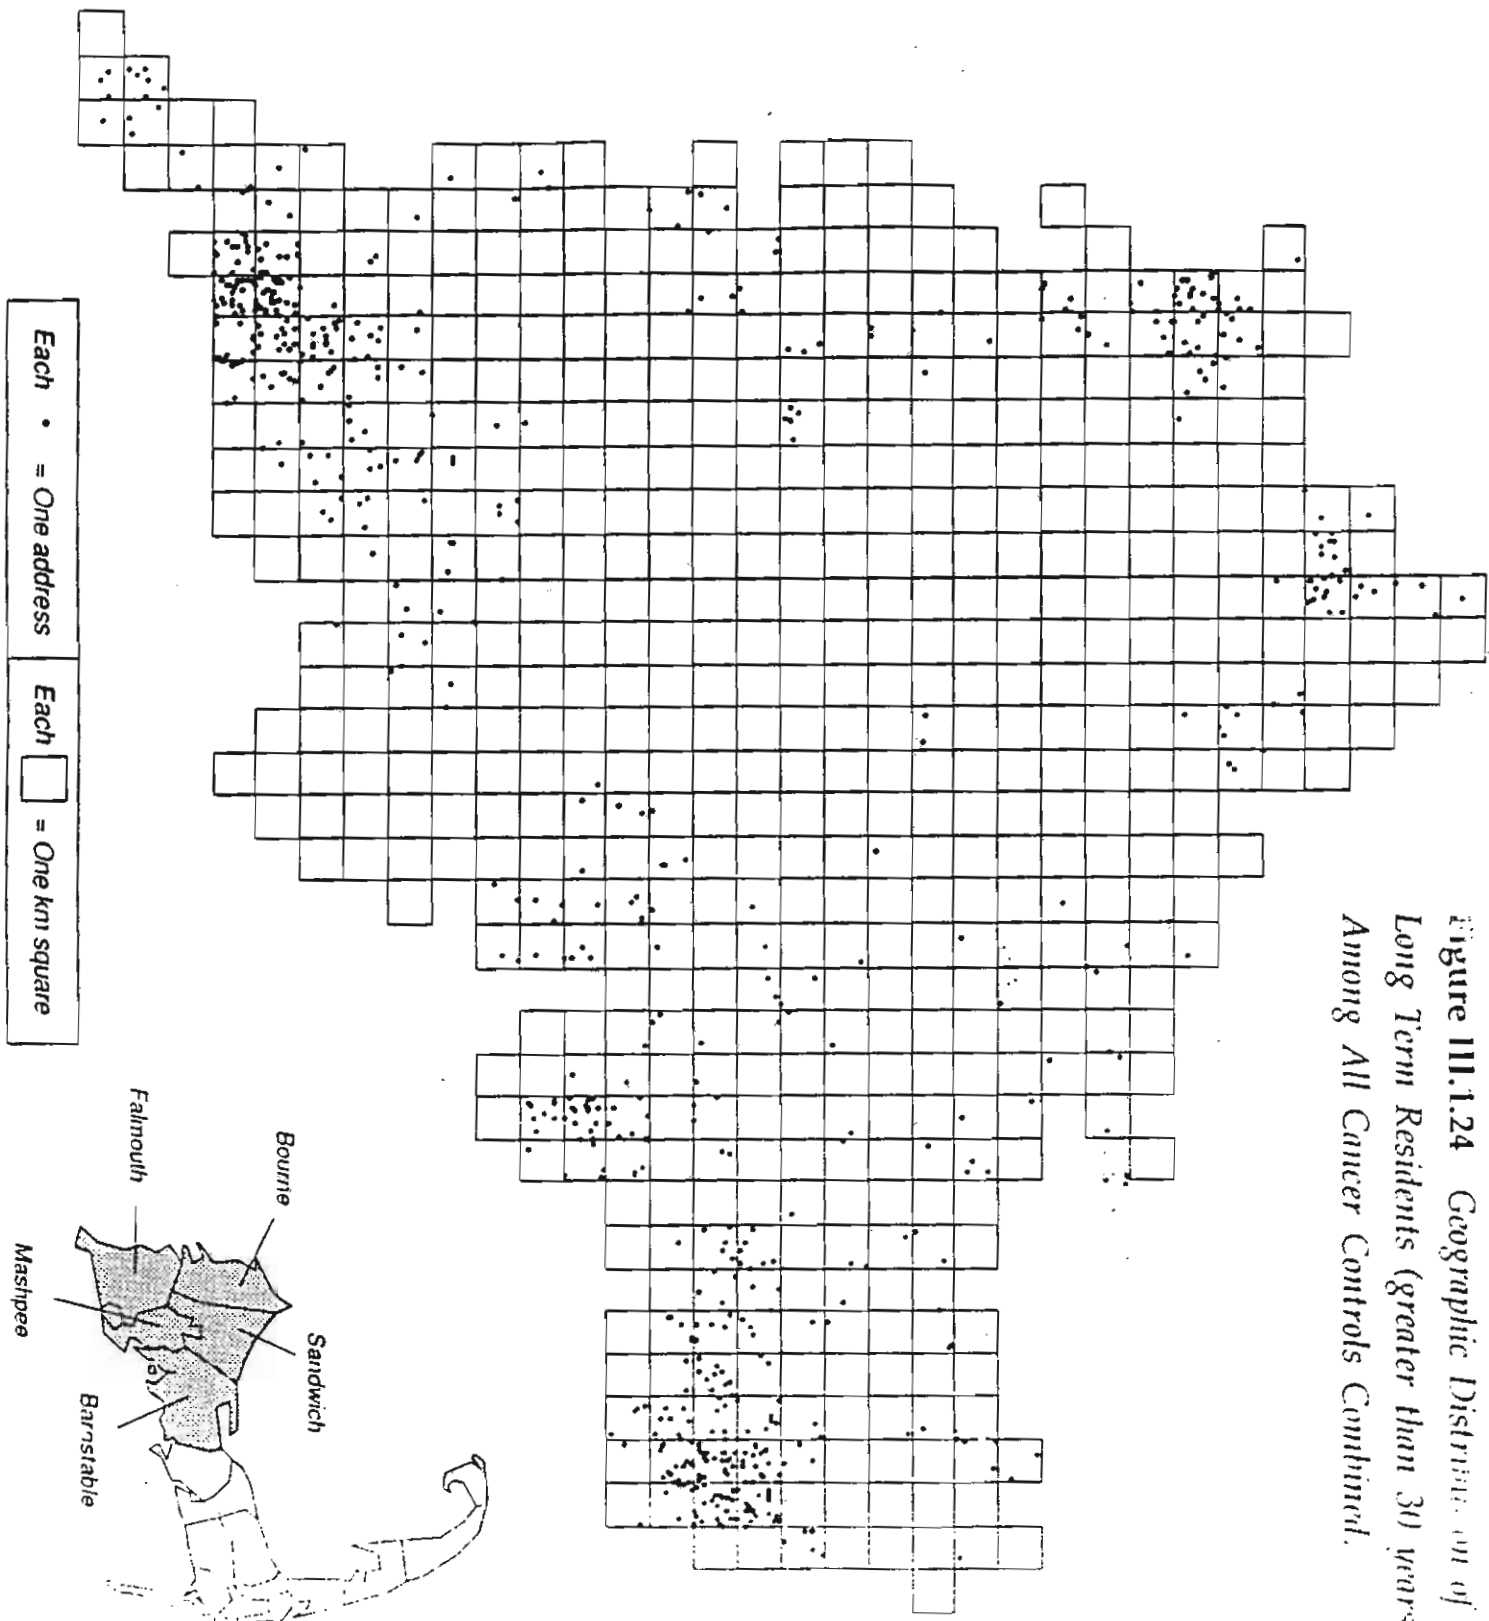 Figure III.1.24 Geographic Distribution of
Long Term Residents (greater than 30 years)
Among All Cancer Controls Combined.
Each • = One address
Each □ = One km square
Bourne
Falmouth
Sandwich
Mashpee
Barnstable